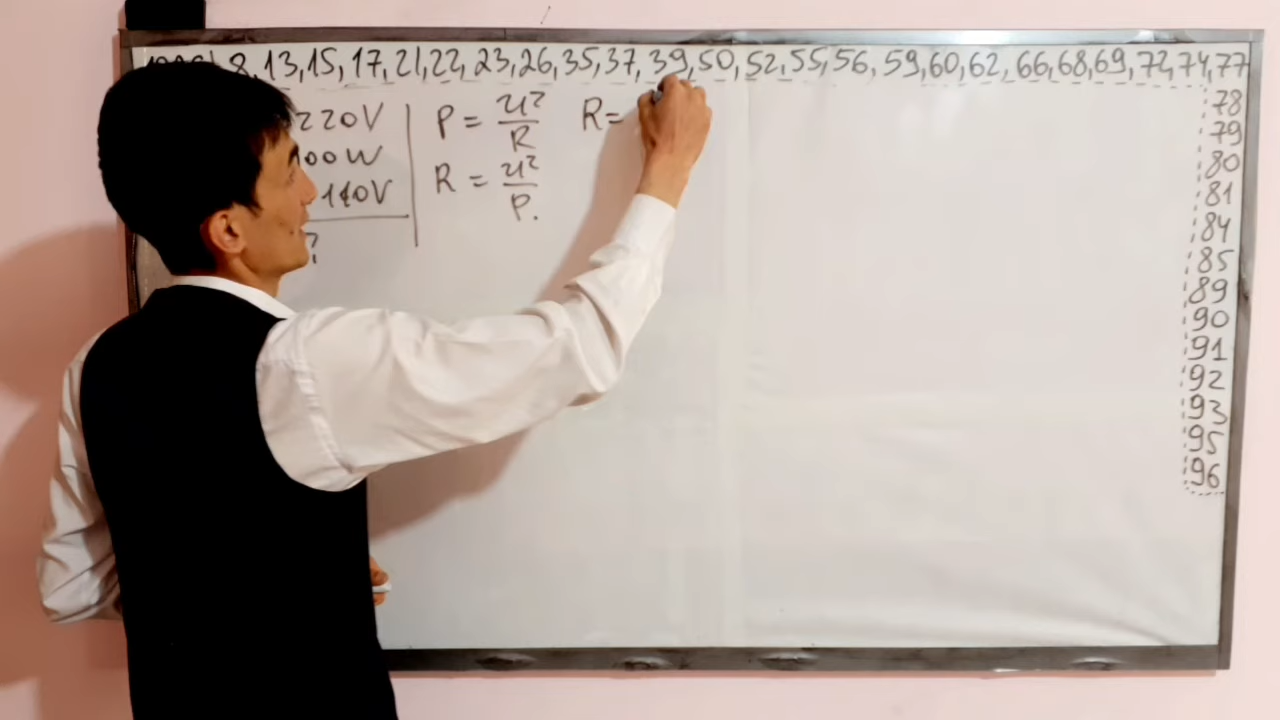 8, 13, 15, 17, 21, 22, 23, 26, 35, 37, 39, 50, 52, 55, 56, 59, 60, 62, 66, 68, 69, 72, 74, 77
78
79
80
81
84
85
89
90
91
92
93
95
96
220V
100W
110V
?
P = U²/R
R = U²/P.
R=